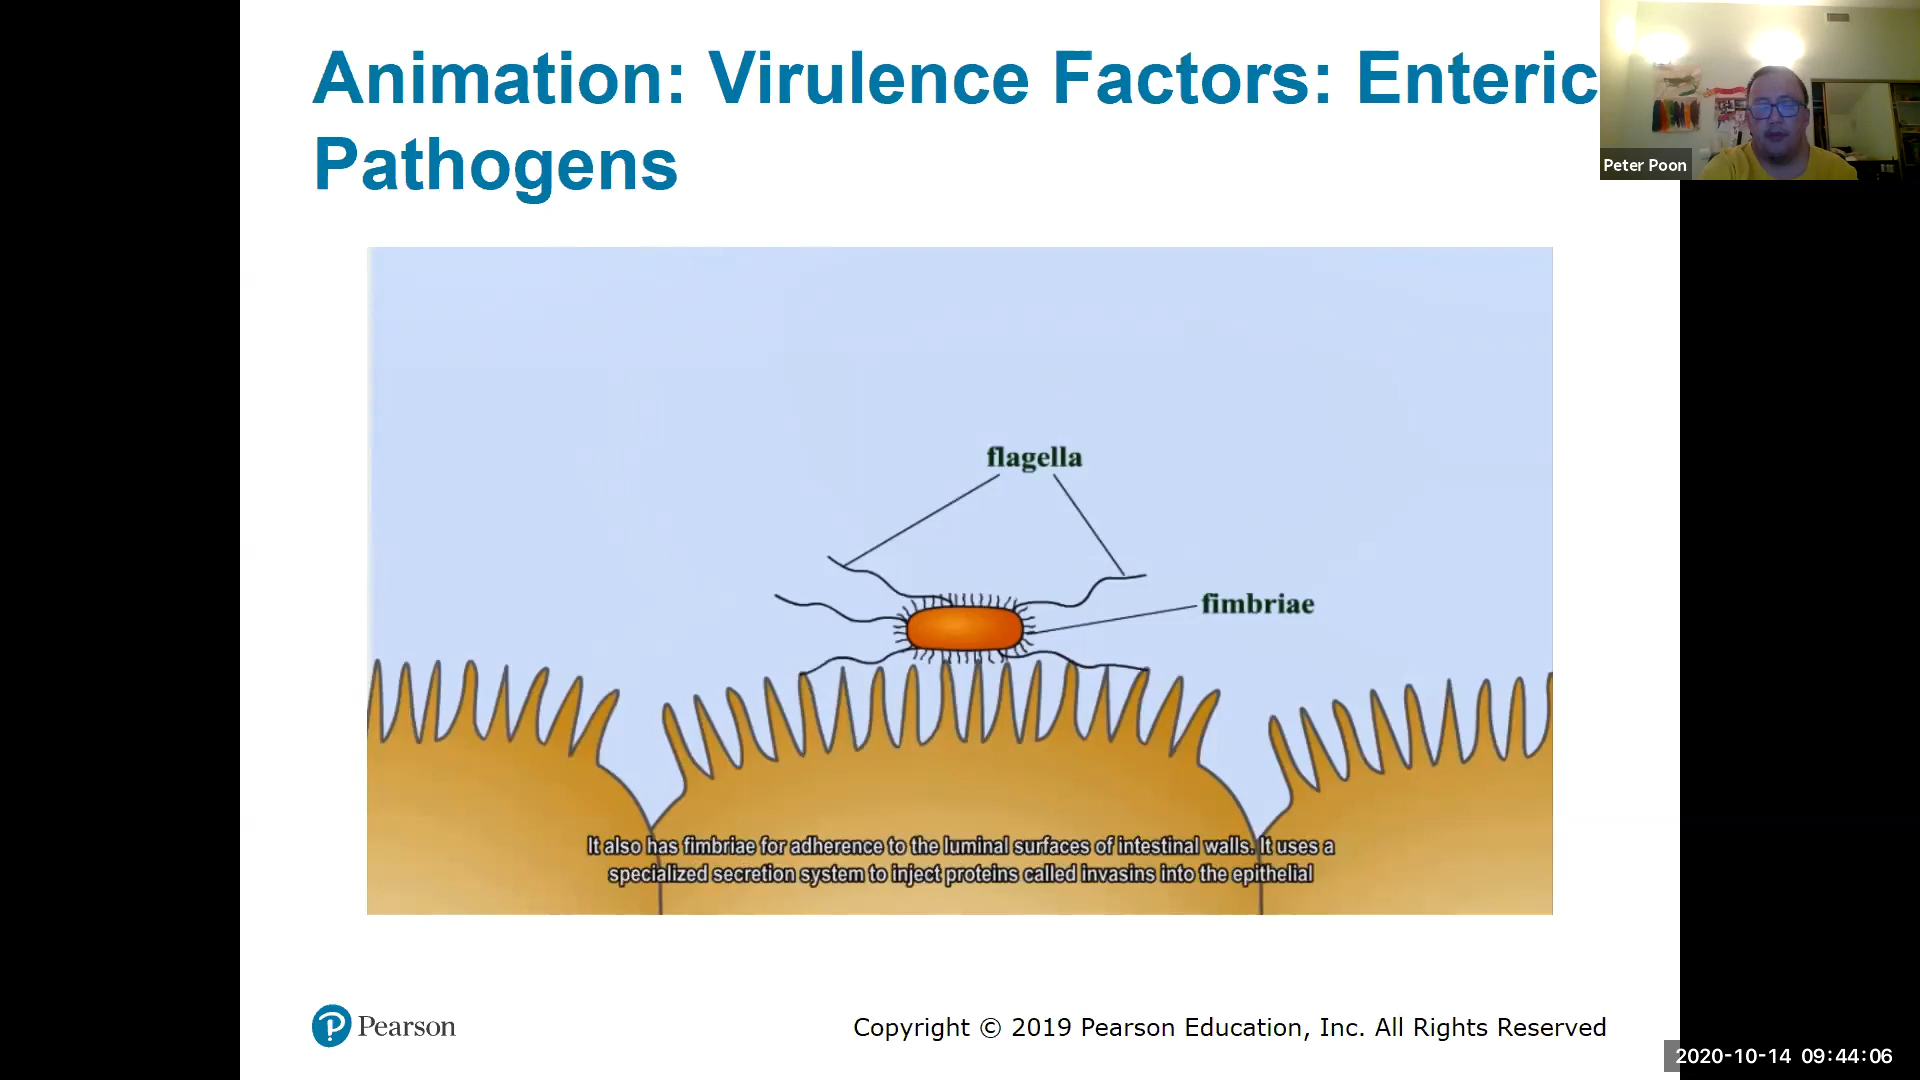 Animation: Virulence Factors: Enteric
Pathogens
Peter Poon
flagella
fimbriae
It also has fimbriae for adherence to the luminal surfaces of intestinal walls. It uses a
specialized secretion system to inject proteins called invasins into the epithelial
Pearson
Copyright © 2019 Pearson Education, Inc. All Rights Reserved
2020-10-14 09:44:06